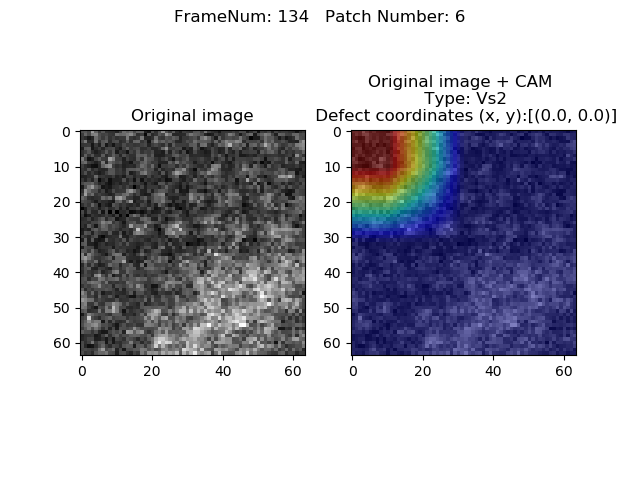 FrameNum: 134   Patch Number: 6
Original image
Original image + CAM
Type: Vs2
Defect coordinates (x, y):[(0.0, 0.0)]
0
10
20
30
40
50
60
0 20 40 60
0
10
20
30
40
50
60
0 20 40 60